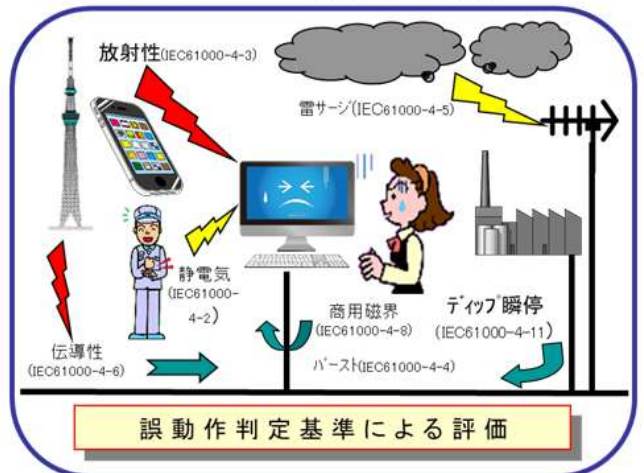 放射性(IEC61000-4-3)
雷サージ(IEC61000-4-5)
静電気
(IEC61000-
4-2)
商用磁界
(IEC61000-4-8)
ディップ瞬停
(IEC61000-4-11)
伝導性
(IEC61000-4-6)
バースト(IEC61000-4-4)
誤動作判定基準による評価